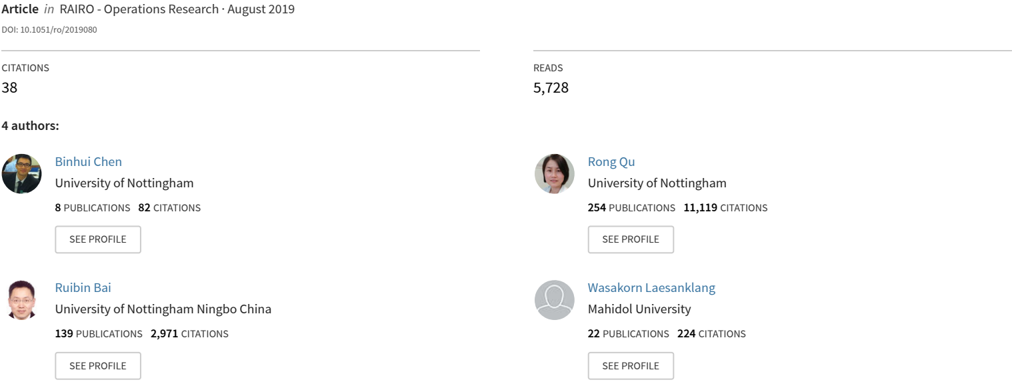 Article in RAIRO - Operations Research · August 2019
DOI: 10.1051/ro/2019080
CITATIONS
38
READS
5,728
4 authors:
Binhui Chen
University of Nottingham
8 PUBLICATIONS 82 CITATIONS
SEE PROFILE
Rong Qu
University of Nottingham
254 PUBLICATIONS 11,119 CITATIONS
SEE PROFILE
Ruibin Bai
University of Nottingham Ningbo China
139 PUBLICATIONS 2,971 CITATIONS
SEE PROFILE
Wasakorn Laesanklang
Mahidol University
22 PUBLICATIONS 224 CITATIONS
SEE PROFILE